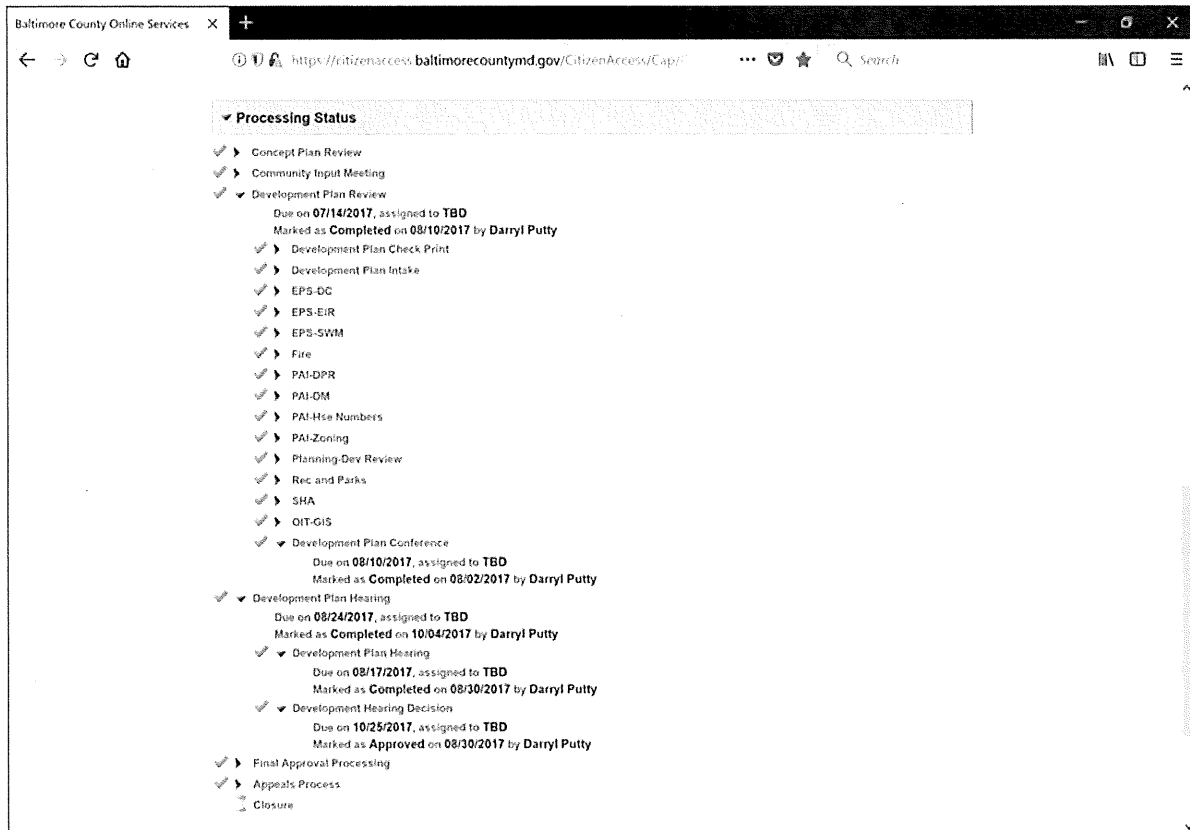 Baltimore County Online Services
https://citizenaccess.baltimorecountymd.gov/CitizenAccess/Cap/
Search
Processing Status
Concept Plan Review
Community Input Meeting
Development Plan Review
Due on 07/14/2017, assigned to TBD
Marked as Completed on 08/10/2017 by Darryl Putty
Development Plan Check Print
Development Plan Intake
EPS-DC
EPS-EIR
EPS-SWM
Fire
PAI-DPR
PAI-DM
PAI-Hse Numbers
PAI-Zoning
Planning-Dev Review
Rec and Parks
SHA
OIT-GIS
Development Plan Conference
Due on 08/10/2017, assigned to TBD
Marked as Completed on 08/02/2017 by Darryl Putty
Development Plan Hearing
Due on 08/24/2017, assigned to TBD
Marked as Completed on 10/04/2017 by Darryl Putty
Development Plan Hearing
Due on 08/17/2017, assigned to TBD
Marked as Completed on 08/30/2017 by Darryl Putty
Development Hearing Decision
Due on 10/25/2017, assigned to TBD
Marked as Approved on 08/30/2017 by Darryl Putty
Final Approval Processing
Appeals Process
Closure